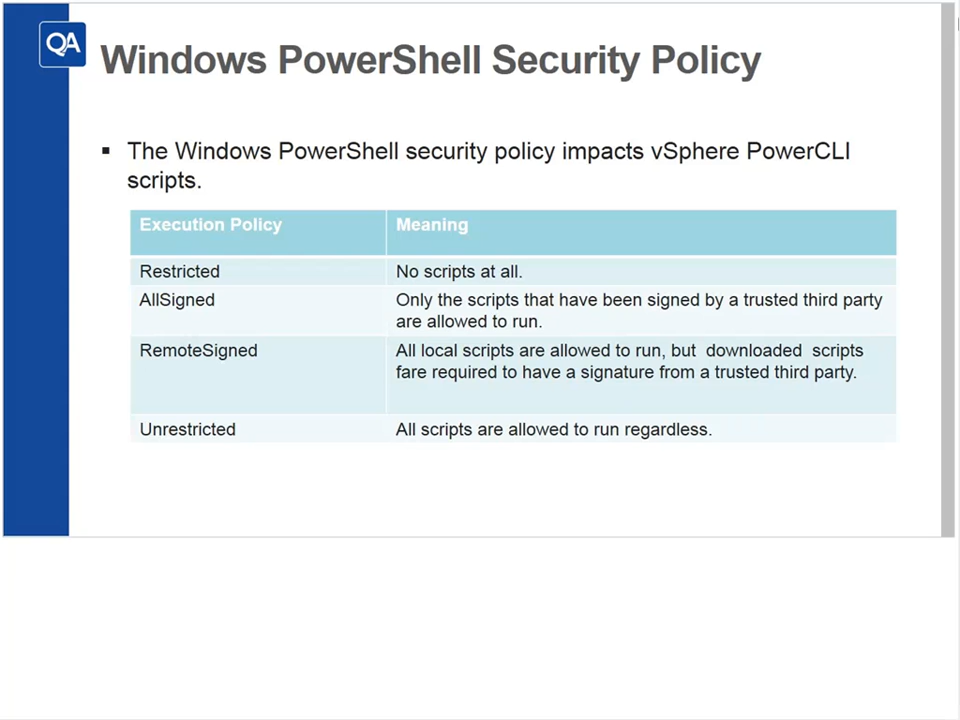 QA
Windows PowerShell Security Policy
▪ The Windows PowerShell security policy impacts vSphere PowerCLI
scripts.
Execution Policy Meaning
Restricted No scripts at all.
AllSigned Only the scripts that have been signed by a trusted third party
are allowed to run.
RemoteSigned All local scripts are allowed to run, but downloaded scripts
fare required to have a signature from a trusted third party.
Unrestricted All scripts are allowed to run regardless.